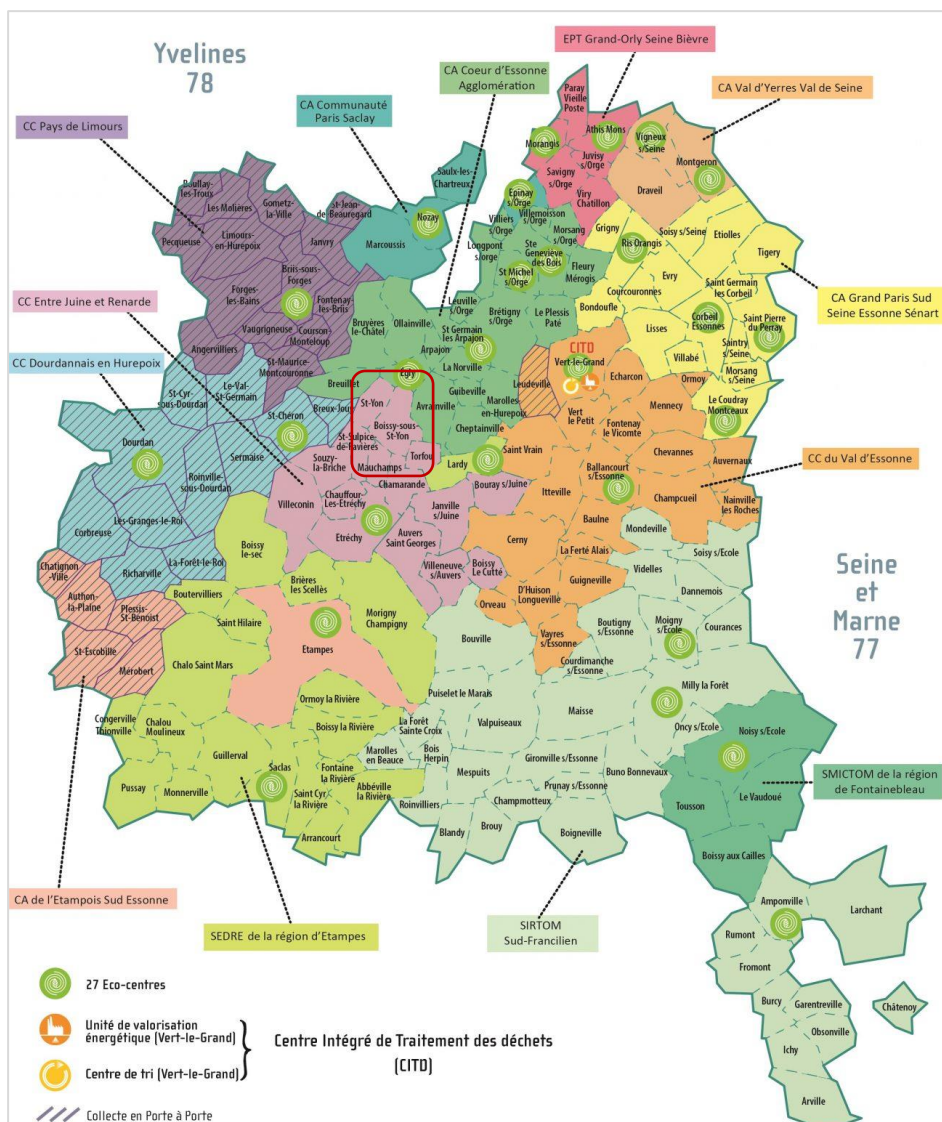 Yvelines
78
EPT Grand-Orly Seine Bièvre
CA Coeur d'Essonne
Agglomération
CA Communauté
Paris Saclay
CA Val d'Yerres Val de Seine
CC Pays de Limours
Paray
Vieille
Poste
Athis Mons
Morangis
Vigneux
s/Seine
Juvisy
s/Orge
Savigny
s/Orge
Montgeron
Draveil
Viry
Chatillon
Saulx-les-
Chartreux
Boullay-
les-Troux
Les Molières
Gometz-
la-Ville
St-Jean
de-Beauregard
Epinay
s/Orge
Nozay
Villemoisson
s/Orge
Villiers
s/Orge
Limours-
en-Hurepoix
Janvry
Marcoussis
Pecqueuse
Longpont
s/orge
Morsang
s/Orge
Grigny
Ris Orangis
Soisy s/Seine
Etiolles
Tigery
Ste
Geneviève
des Bois
St Michel
s/Orge
Fleury
Mérogis
Evry
Briis-sous-
Forges
Forges-
les-Bains
Fontenay-
les-Briis
Courcouronnes
Saint Germain
les Corbeil
CC Entre Juine et Renarde
CA Grand Paris Sud
Seine Essonne Sénart
Leuville
s/Orge
Bondoufle
Vaugrigneuse
Courson-
Monteloup
Bruyères
le-Châtel
Ollainville
St Germain
les Arpajon
Brétigny
s/Orge
Le Plessis
Paté
Lisses
Corbeil
Essonnes
Saint Pierre
du Perray
Angervilliers
Arpajon
La Norville
CITD
Vert-le-Grand
Villabé
Saintry
s/Seine
CC Dourdannais en Hurepoix
St-Maurice-
Montcouronne
Morsang
s/Seine
St-Cyr-
sous-Dourdan
Le-Val-
St-Germain
Breuillet
Egly
Guibeville
Leudeville
Echarcon
Ormoy
St-Chéron
Breux-Jouy
St-Yon
Avrainville
Marolles
en-Hurepoix
Vert
le Petit
Mennecy
Le Coudray
Montceaux
Dourdan
Boissy-sous-
St-Yon
Cheptainville
Fontenay
le Vicomte
St-Sulpice-
de-Favières
Sermaise
Souzy-
la-Briche
Torfou
Mauchamps
Lardy
Saint Vrain
Chevannes
Auvernaux
Roinville-
sous-Dourdan
Ballancourt
s/Essonne
CC du Val d'Essonne
Chamarande
Bouray s/Juine
Villeconin
Chauffour-
Les-Etréchy
Itteville
Champcueil
Nainville
les Roches
Janville
s/Juine
Les-Granges-le-Roi
Corbreuse
Etréchy
Auvers
Saint Georges
Baulne
Mondeville
Boissy-
le-sec
Cerny
Soisy s/Ecole
La-Forêt-le-Roi
La Ferté Alais
Chatignon
-Ville
Richarville
Villeneuve
s/Auvers
Boissy
Le Cutté
Videlles
Seine
et
Marne
77
Authon-
la-Plaine
Brières
les Scellès
Guigneville
Boutervilliers
Dannemois
Plessis-
St-Benoist
Saint Hilaire
Morigny
Champigny
Orveau
D'Huison
Longueville
Boutigny
s/Essonne
Moigny
s/Ecole
Courances
St-Escobille
Etampes
Bouville
Vayres
s/Essonne
Mérobert
Chalo Saint Mars
Courdimanche
s/Essonne
Milly la Forêt
Ormoy la Rivière
Puiselet le Marais
Maisse
Congerville
Thionville
Chalou
Moulineux
Boissy la Rivière
La Forêt
Sainte Croix
Valpuiseaux
Oncy s/Ecole
Noisy s/Ecole
Guillerval
Marolles
en Beauce
Bois
Herpin
Gironville s/Essonne
Saclas
Fontaine
la Rivière
Mespuits
Buno Bonnevaux
SMICTOM de la région
de Fontainebleau
Pussay
Monnerville
Abbéville
la Rivière
Prunay s/Essonne
Saint Cyr
la Rivière
Roinvilliers
Champmotteux
Tousson
Le Vaudoué
Arrancourt
Blandy
Brouy
Boigneville
Boissy aux Cailles
CA de l'Etampois Sud Essonne
SEDRE de la région d'Etampes
SIRTOM
Sud-Francilien
Amponville
Larchant
Rumont
Fromont
27 Eco-centres
Burcy
Garentreville
Châtenoy
Unité de valorisation
énergétique (Vert-le-Grand)
Obsonville
Centre Intégré de Traitement des déchets
(CITD)
Ichy
Centre de tri (Vert-le-Grand)
Arville
Collecte en Porte à Porte